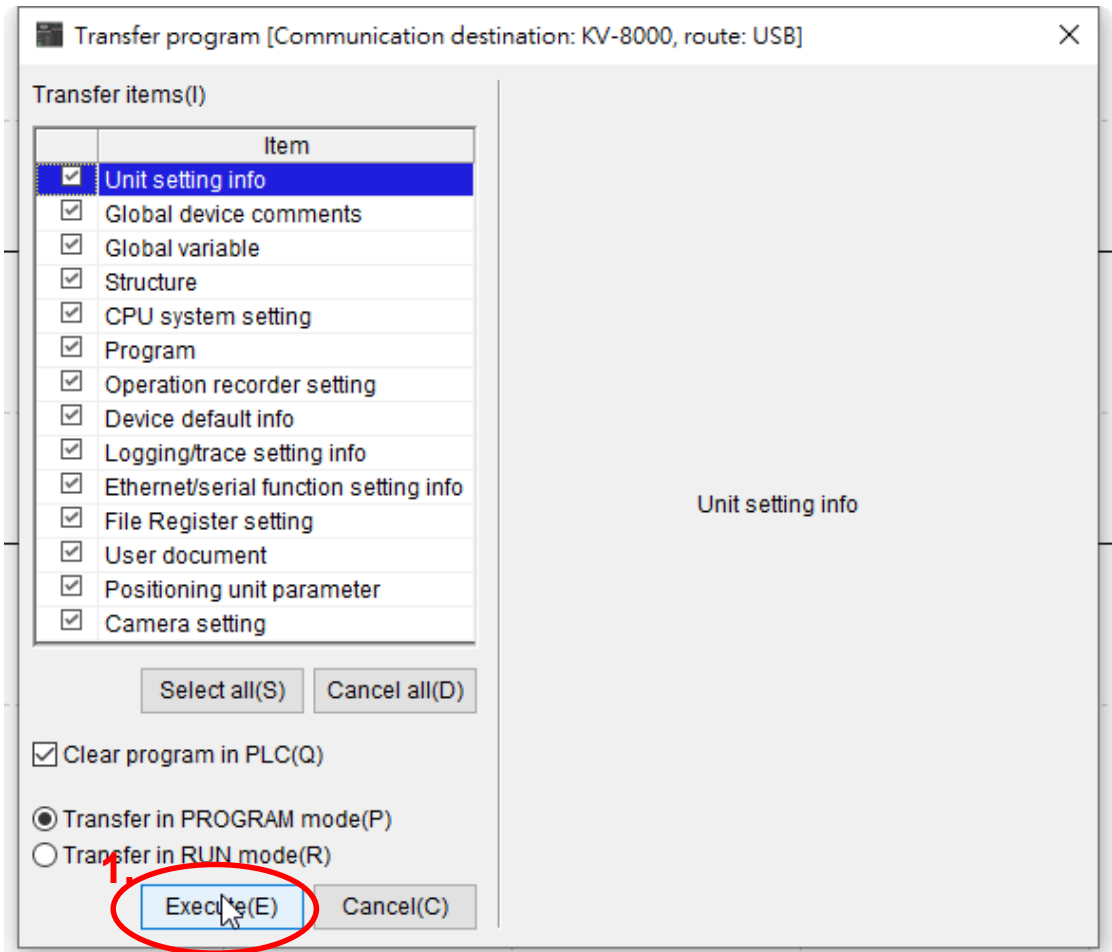 Transfer program [Communication destination: KV-8000, route: USB]
Transfer items(I)
Item
Unit setting info
Global device comments
Global variable
Structure
CPU system setting
Program
Operation recorder setting
Device default info
Logging/trace setting info
Ethernet/serial function setting info
File Register setting
User document
Positioning unit parameter
Camera setting
Unit setting info
Select all(S) Cancel all(D)
Clear program in PLC(Q)
Transfer in PROGRAM mode(P)
Transfer in RUN mode(R)
1.
Execute(E) Cancel(C)